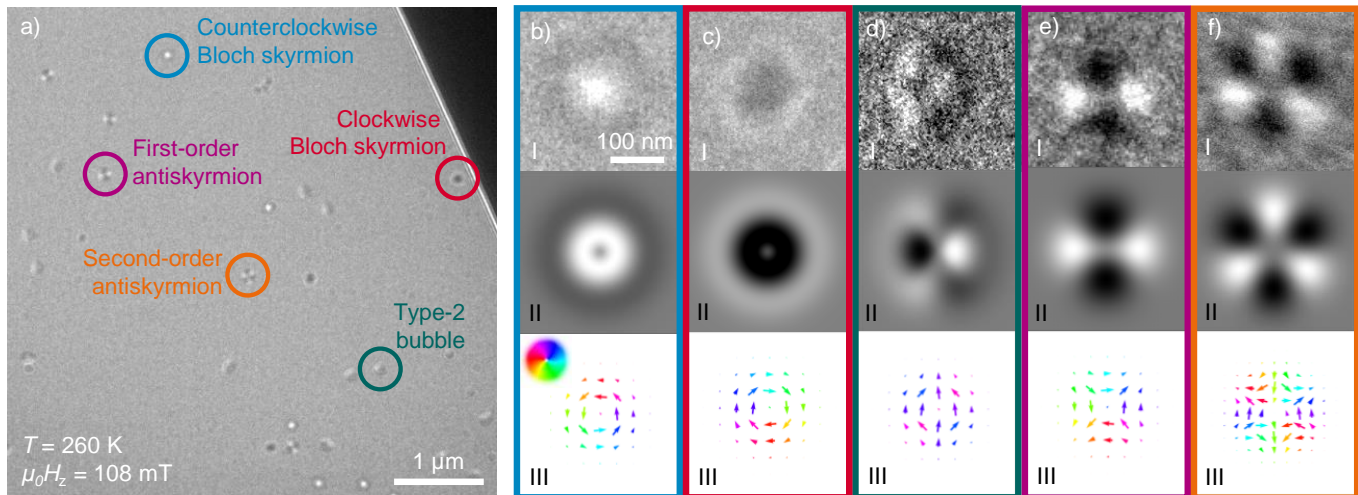 a)
Counterclockwise
Bloch skyrmion
Clockwise
Bloch skyrmion
First-order
antiskyrmion
Second-order
antiskyrmion
Type-2
bubble
T = 260 K
μ₀Hz = 108 mT
1 μm
b)
100 nm
I
II
III
c)
I
II
III
d)
I
II
III
e)
I
II
III
f)
I
II
III